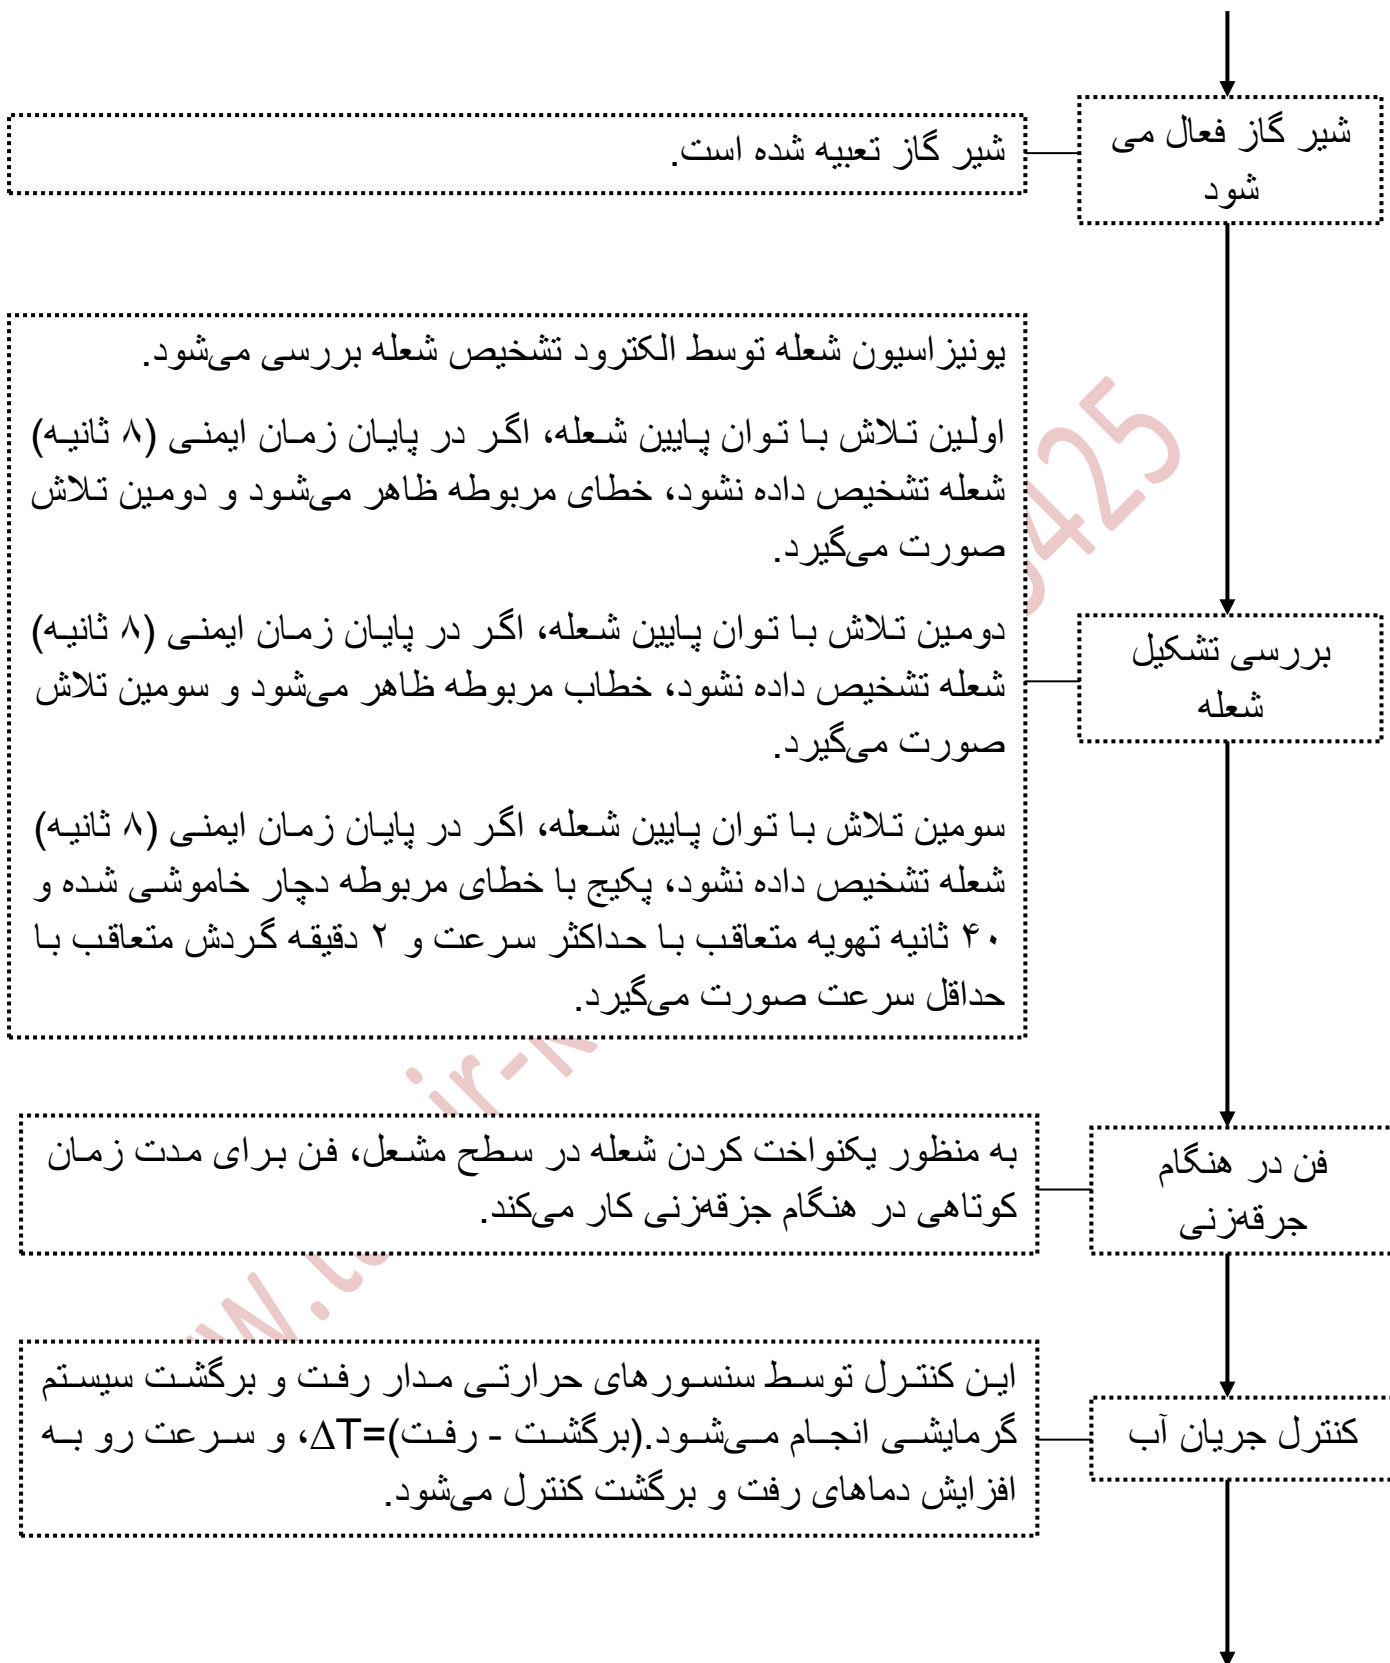 شیر گاز فعال می
شود
شیر گاز تعبیه شده است.
بررسی تشکیل
شعله
یونیزاسیون شعله توسط الکترود تشخیص شعله بررسی می‌شود.
اولین تلاش با توان پایین شعله، اگر در پایان زمان ایمنی (۸ ثانیه)
شعله تشخیص داده نشود، خطای مربوطه ظاهر می‌شود و دومین تلاش
صورت می‌گیرد.
دومین تلاش با توان پایین شعله، اگر در پایان زمان ایمنی (۸ ثانیه)
شعله تشخیص داده نشود، خطاب مربوطه ظاهر می‌شود و سومین تلاش
صورت می‌گیرد.
سومین تلاش با توان پایین شعله، اگر در پایان زمان ایمنی (۸ ثانیه)
شعله تشخیص داده نشود، پکیج با خطای مربوطه دچار خاموشی شده و
۴۰ ثانیه تهویه متعاقب با حداکثر سرعت و ۲ دقیقه گردش متعاقب با
حداقل سرعت صورت می‌گیرد.
فن در هنگام
جرقه‌زنی
به منظور یکنواخت کردن شعله در سطح مشعل، فن برای مدت زمان
کوتاهی در هنگام جزقه‌زنی کار می‌کند.
کنترل جریان آب
این کنترل توسط سنسورهای حرارتی مدار رفت و برگشت سیستم
گرمایشی انجام می‌شود.(برگشت - رفت)=ΔT، و سرعت رو به
افزایش دماهای رفت و برگشت کنترل می‌شود.